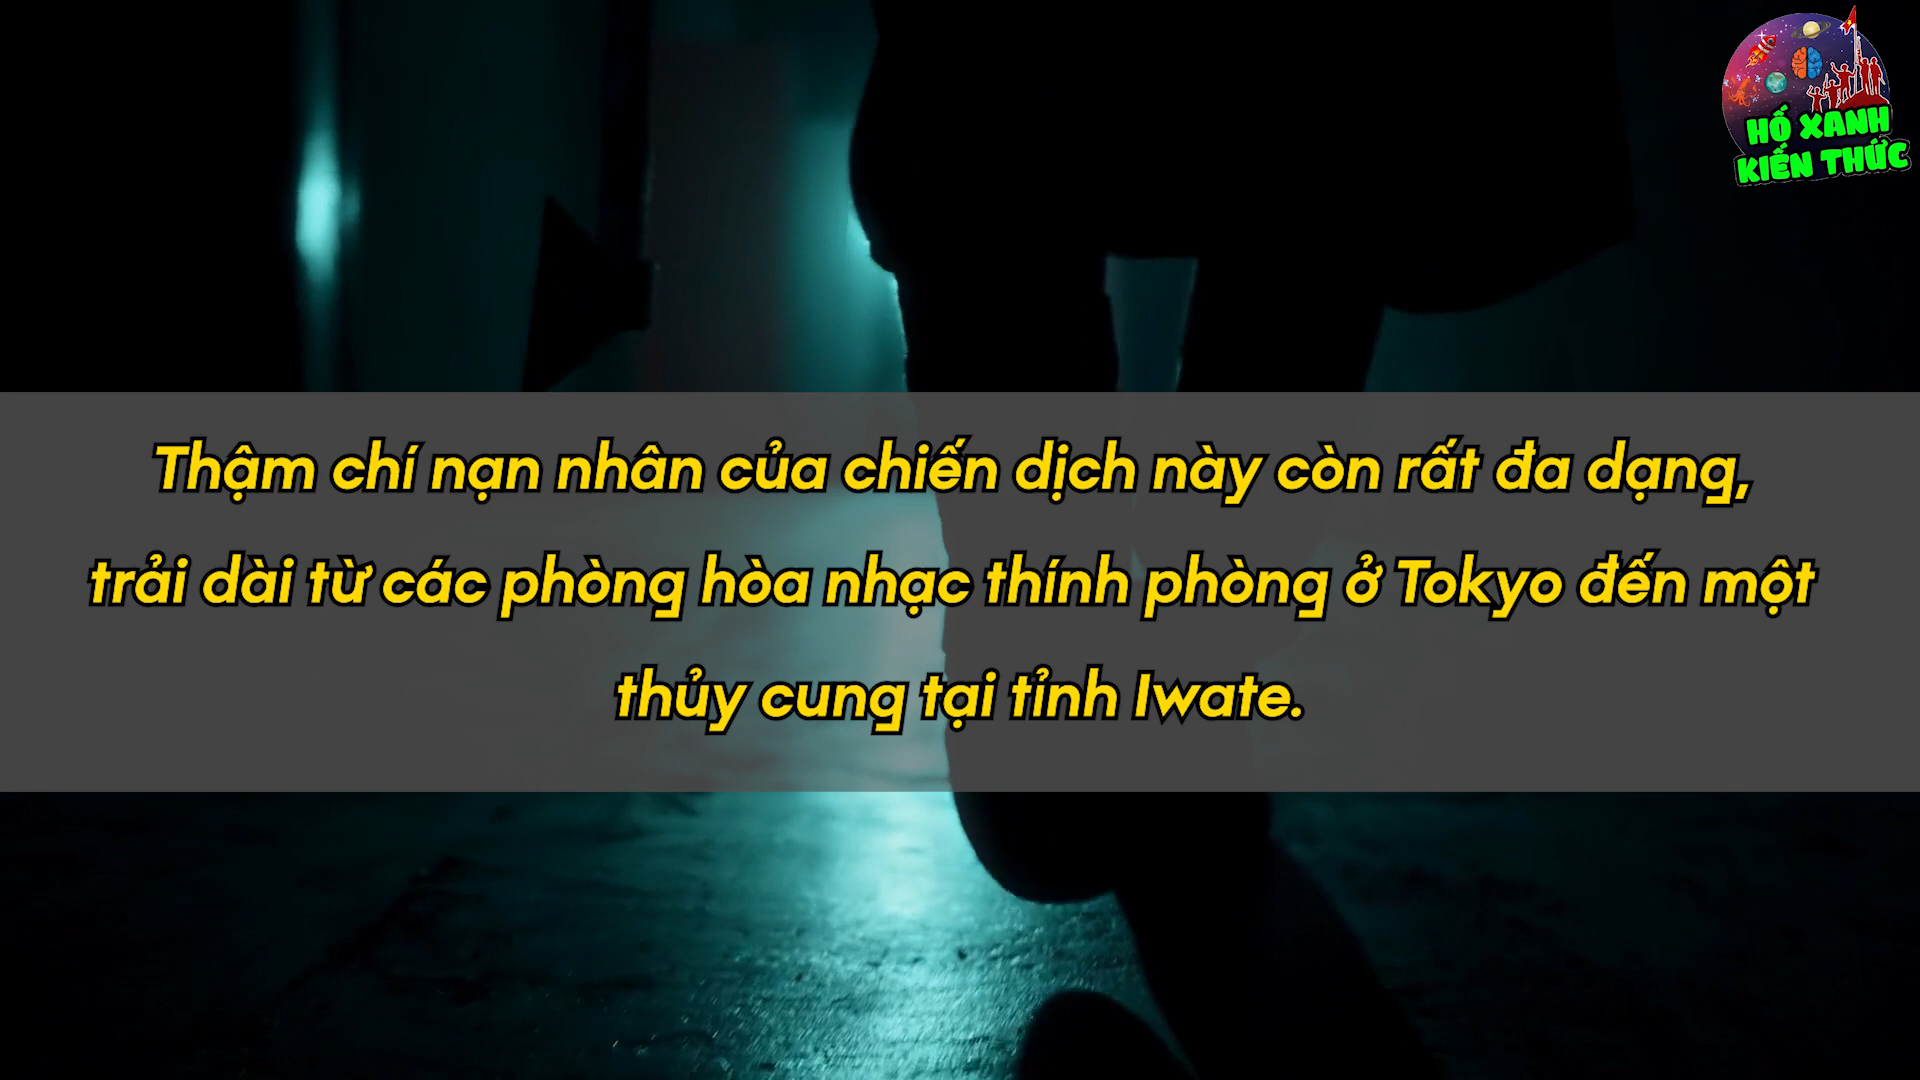 HỐ XANH
KIẾN THỨC
Thậm chí nạn nhân của chiến dịch này còn rất đa dạng,
trải dài từ các phòng hòa nhạc thính phòng ở Tokyo đến một
thủy cung tại tỉnh Iwate.